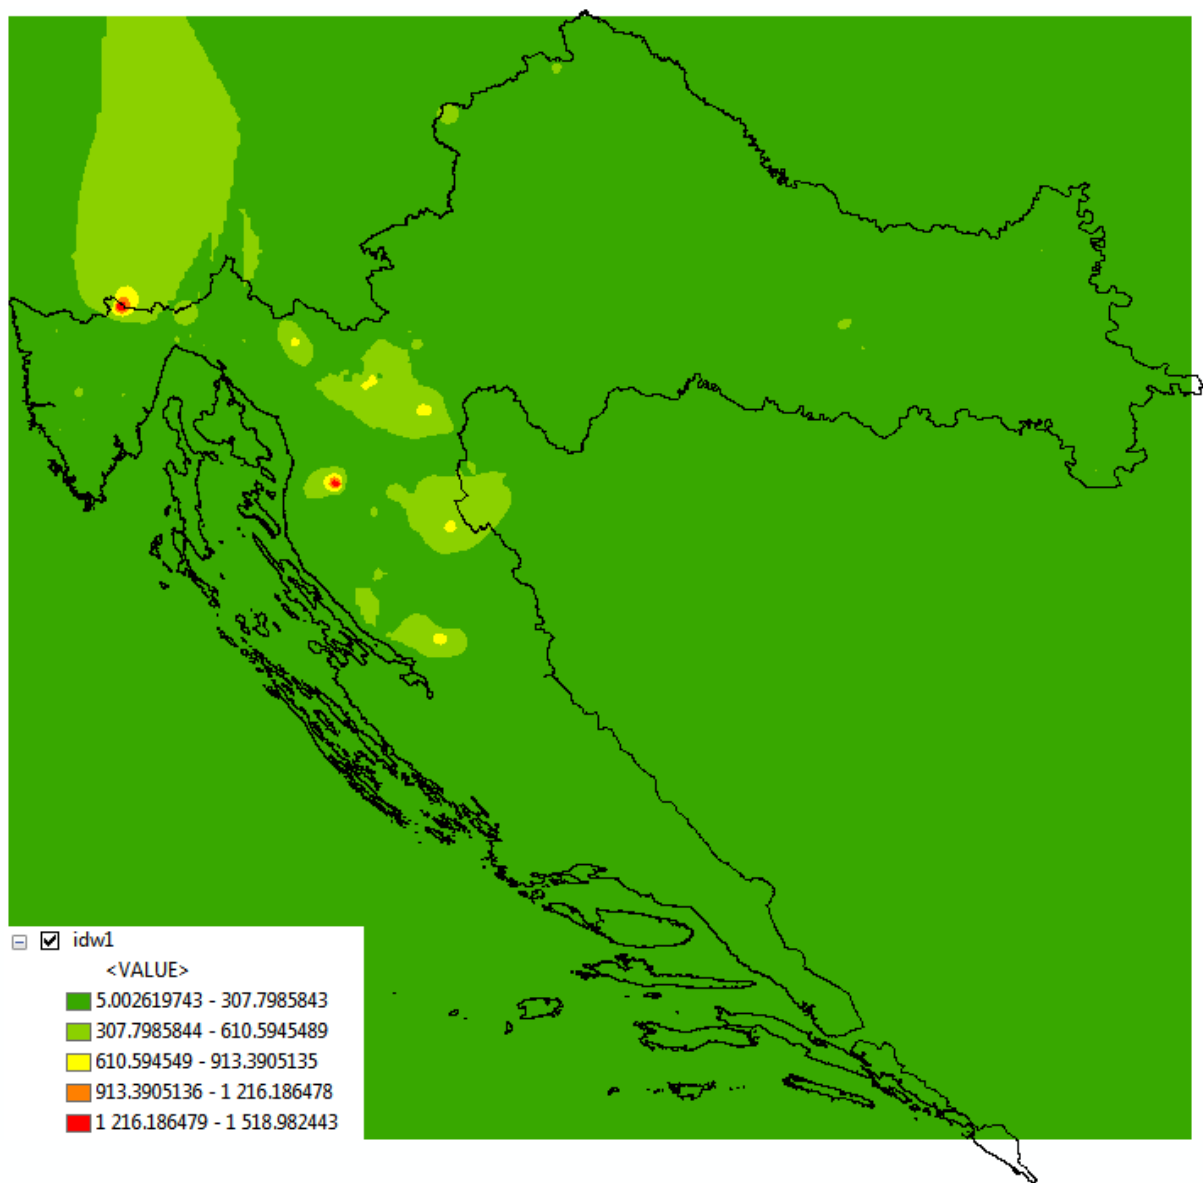 idw1
<VALUE>
5.002619743 - 307.7985843
307.7985844 - 610.5945489
610.594549 - 913.3905135
913.3905136 - 1 216.186478
1 216.186479 - 1 518.982443